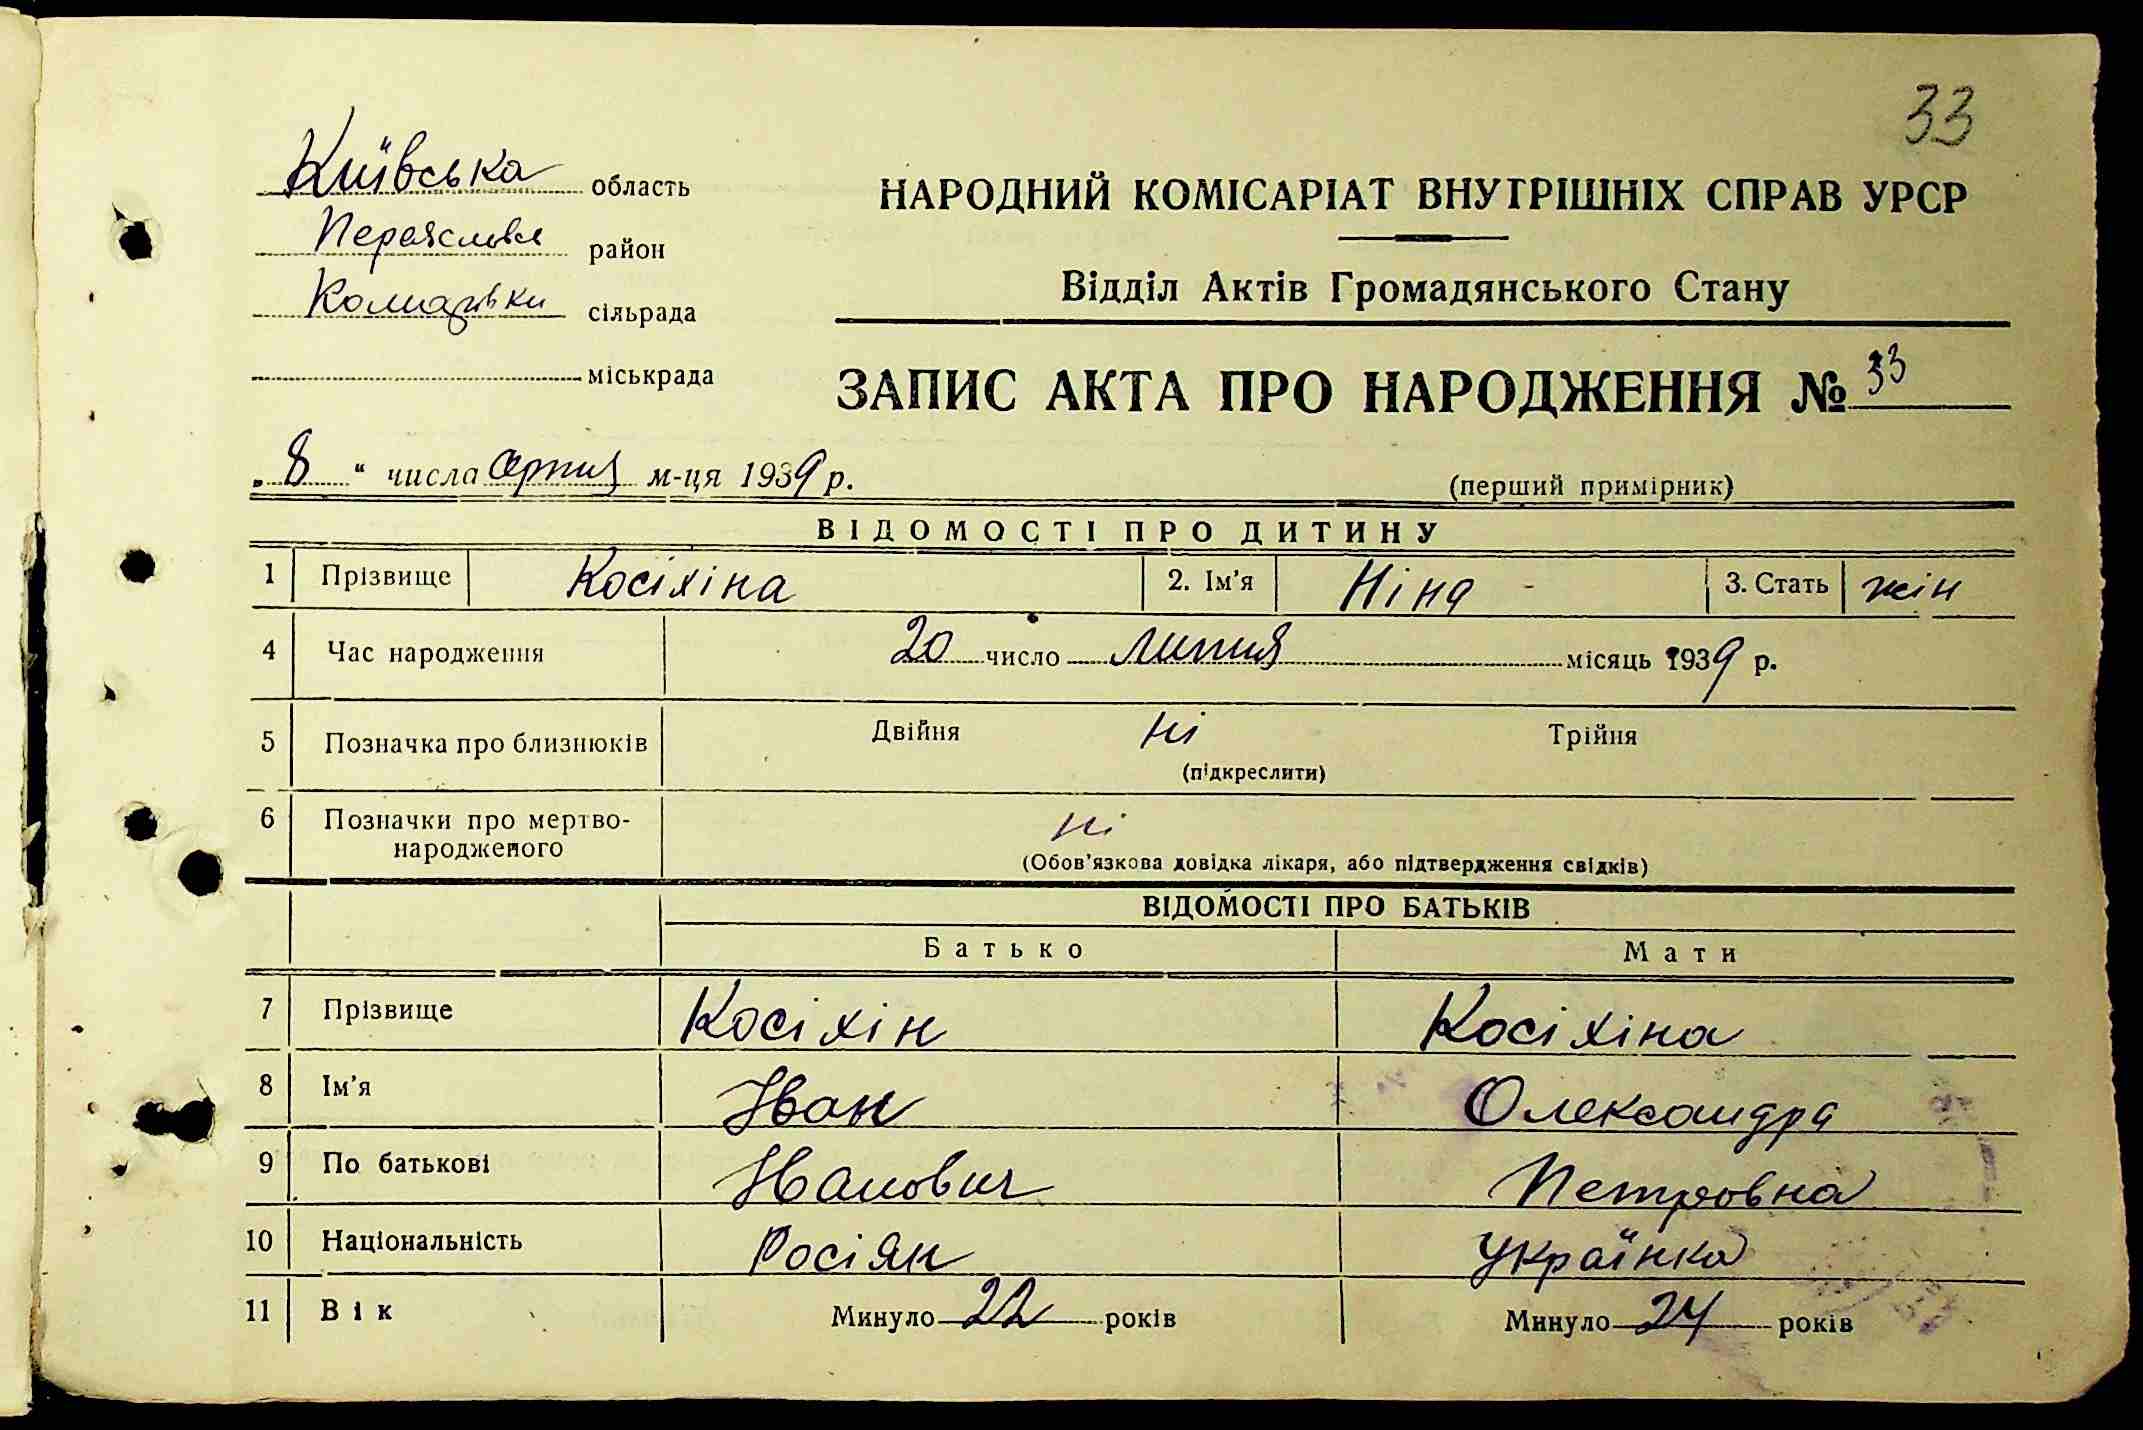 33
Київська область
НАРОДНИЙ КОМІСАРІАТ ВНУТРІШНІХ СПРАВ УРСР
район
Відділ Актів Громадянського Стану
сільрада
міськрада
ЗАПИС АКТА ПРО НАРОДЖЕННЯ № 33
„8“ числа серпня м-ця 1939 р.
(перший примірник)
ВІДОМОСТІ ПРО ДИТИНУ
1 Прізвище Косіхіна 2. Ім'я Ніна - 3. Стать жін
4 Час народження 20 число липня місяць 1939 р.
5 Позначка про близнюків Двійня ні Трійня
(підкреслити)
6 Позначки про мертво-
народженого ні
(Обов'язкова довідка лікаря, або підтвердження свідків)
ВІДОМОСТІ ПРО БАТЬКІВ
Батько Мати
7 Прізвище Косіхін Косіхіна
8 Ім'я Іван Олександра
9 По батькові Іванович Петровна
10 Національність Росіян Українка
11 Вік Минуло 22 років Минуло 24 років